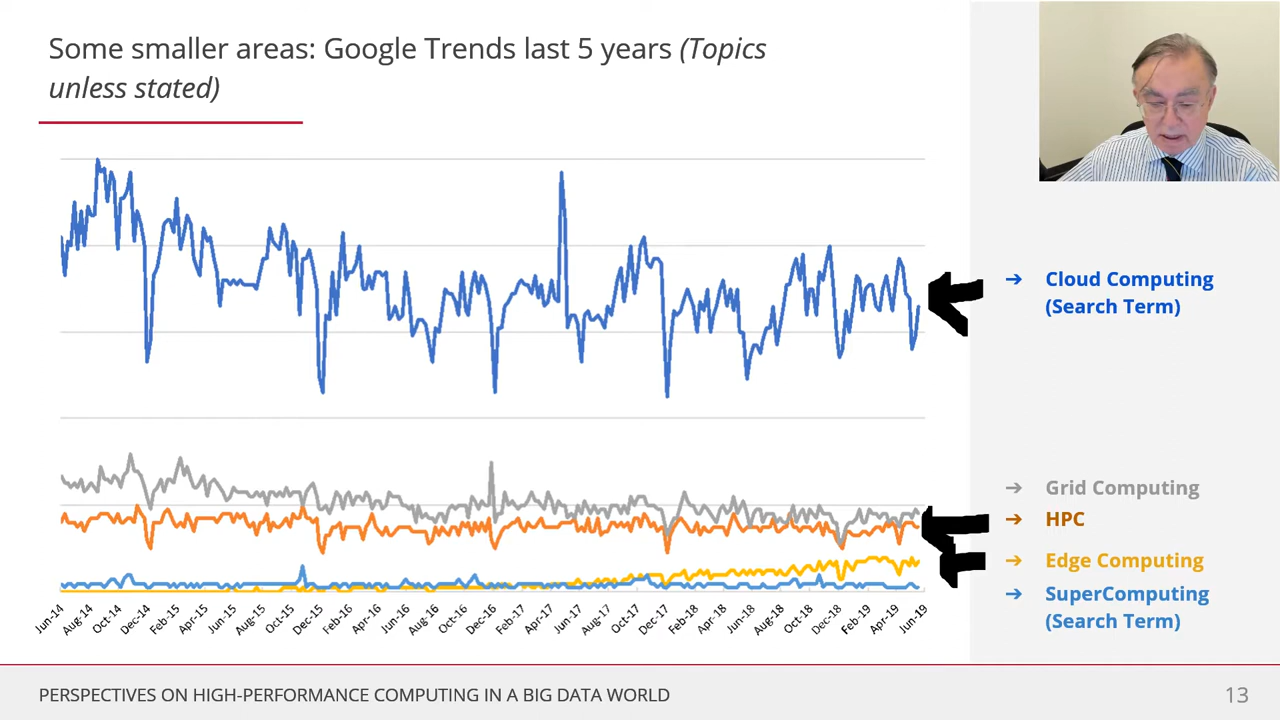 Some smaller areas: Google Trends last 5 years (Topics
unless stated)
→ Cloud Computing
(Search Term)
→ Grid Computing
→ HPC
→ Edge Computing
→ SuperComputing
(Search Term)
Jun-14 Aug-14 Oct-14 Dec-14 Feb-15 Apr-15 Jun-15 Aug-15 Oct-15 Dec-15 Feb-16 Apr-16 Jun-16 Aug-16 Oct-16 Dec-16 Feb-17 Apr-17 Jun-17 Aug-17 Oct-17 Dec-17 Feb-18 Apr-18 Jun-18 Aug-18 Oct-18 Dec-18 Feb-19 Apr-19 Jun-19
PERSPECTIVES ON HIGH-PERFORMANCE COMPUTING IN A BIG DATA WORLD
13